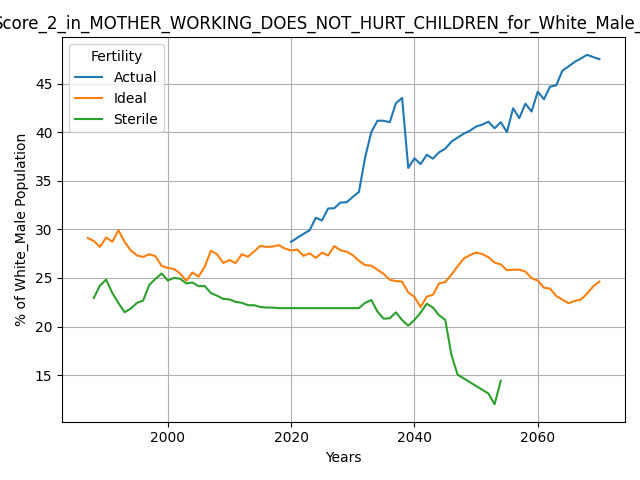 Score_2_in_MOTHER_WORKING_DOES_NOT_HURT_CHILDREN_for_White_Male_
Fertility
Actual
Ideal
Sterile
45
40
35
30
25
20
15
% of White_Male Population
2000
2020
2040
2060
Years